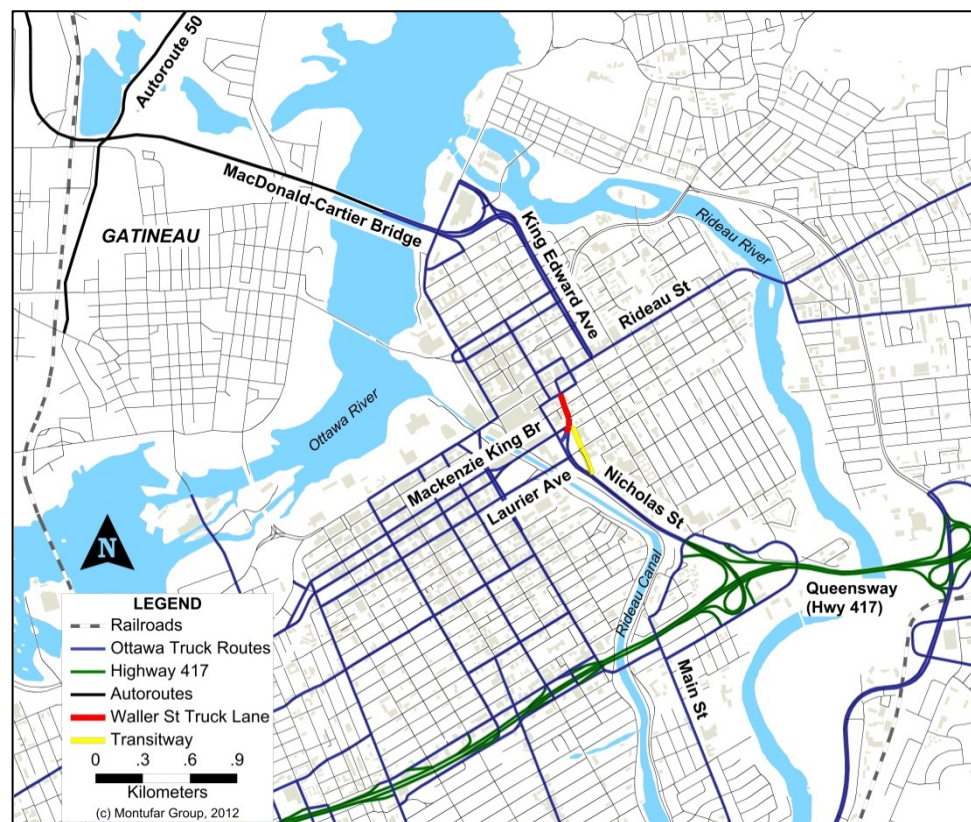 Autoroute 50
MacDonald-Cartier Bridge
GATINEAU
King Edward Ave
Rideau River
Rideau St
Ottawa River
Mackenzie King Br
Laurier Ave
Nicholas St
Rideau Canal
Queensway
(Hwy 417)
Main St
N
LEGEND
Railroads
Ottawa Truck Routes
Highway 417
Autoroutes
Waller St Truck Lane
Transitway
0 .3 .6 .9
Kilometers
(c) Montufar Group, 2012